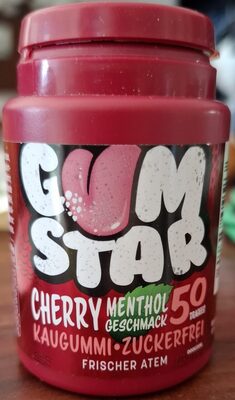 GUM
STAR
CHERRY MENTHOL GESCHMACK 50 DRAGEES
KAUGUMMI • ZUCKERFREI
FRISCHER ATEM